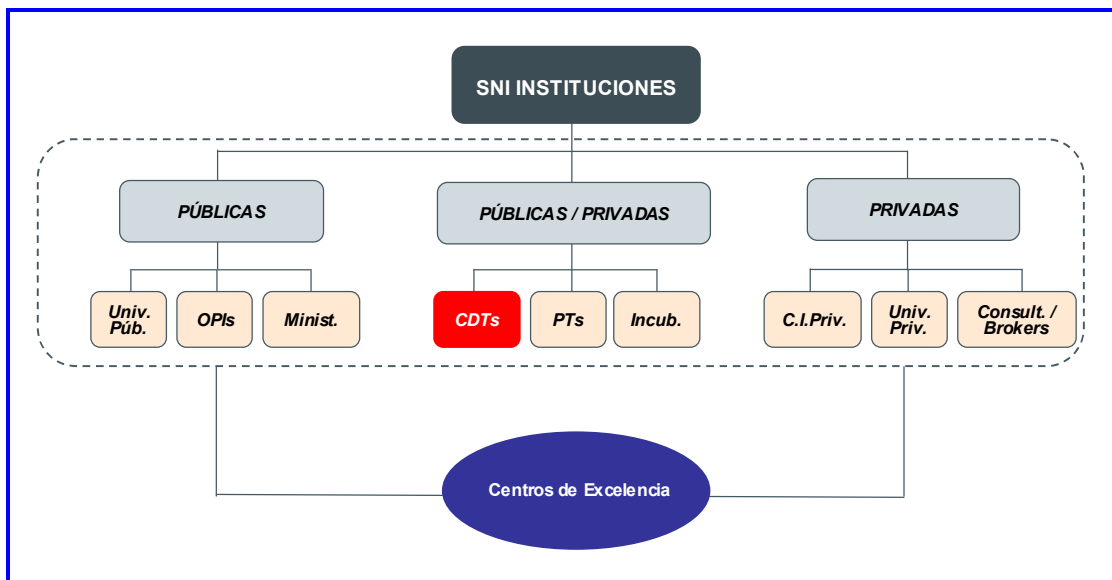 SNI INSTITUCIONES
PÚBLICAS
PÚBLICAS / PRIVADAS
PRIVADAS
Univ.
Púb.
OPIs
Minist.
CDTs
PTs
Incub.
C.I.Priv.
Univ.
Priv.
Consult. /
Brokers
Centros de Excelencia